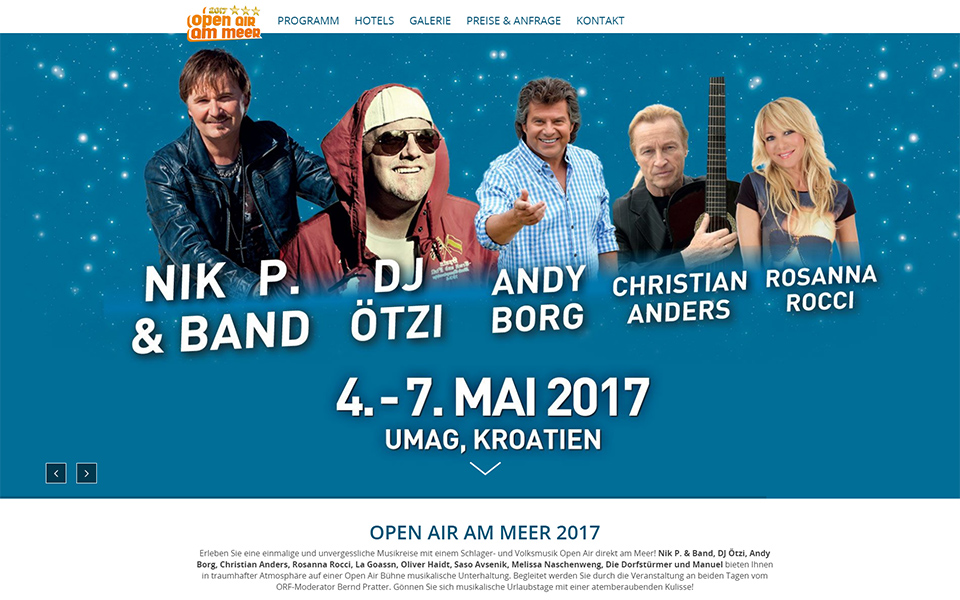 2017
open air
am meer
PROGRAMM HOTELS GALERIE PREISE & ANFRAGE KONTAKT
NIK P.
& BAND
DJ
ÖTZI
ANDY
BORG
CHRISTIAN
ANDERS
ROSANNA
ROCCI
4. - 7. MAI 2017
UMAG, KROATIEN
OPEN AIR AM MEER 2017
Erleben Sie eine einmalige und unvergessliche Musikreise mit einem Schlager- und Volksmusik Open Air direkt am Meer! Nik P. & Band, DJ Ötzi, Andy
Borg, Christian Anders, Rosanna Rocci, La Goassn, Oliver Haidt, Saso Avsenik, Melissa Naschenweng, Die Dorfstürmer und Manuel bieten Ihnen
in traumhafter Atmosphäre auf einer Open Air Bühne musikalische Unterhaltung. Begleitet werden Sie durch die Veranstaltung an beiden Tagen vom
ORF-Moderator Bernd Pratter. Gönnen Sie sich musikalische Urlaubstage mit einer atemberaubenden Kulisse!